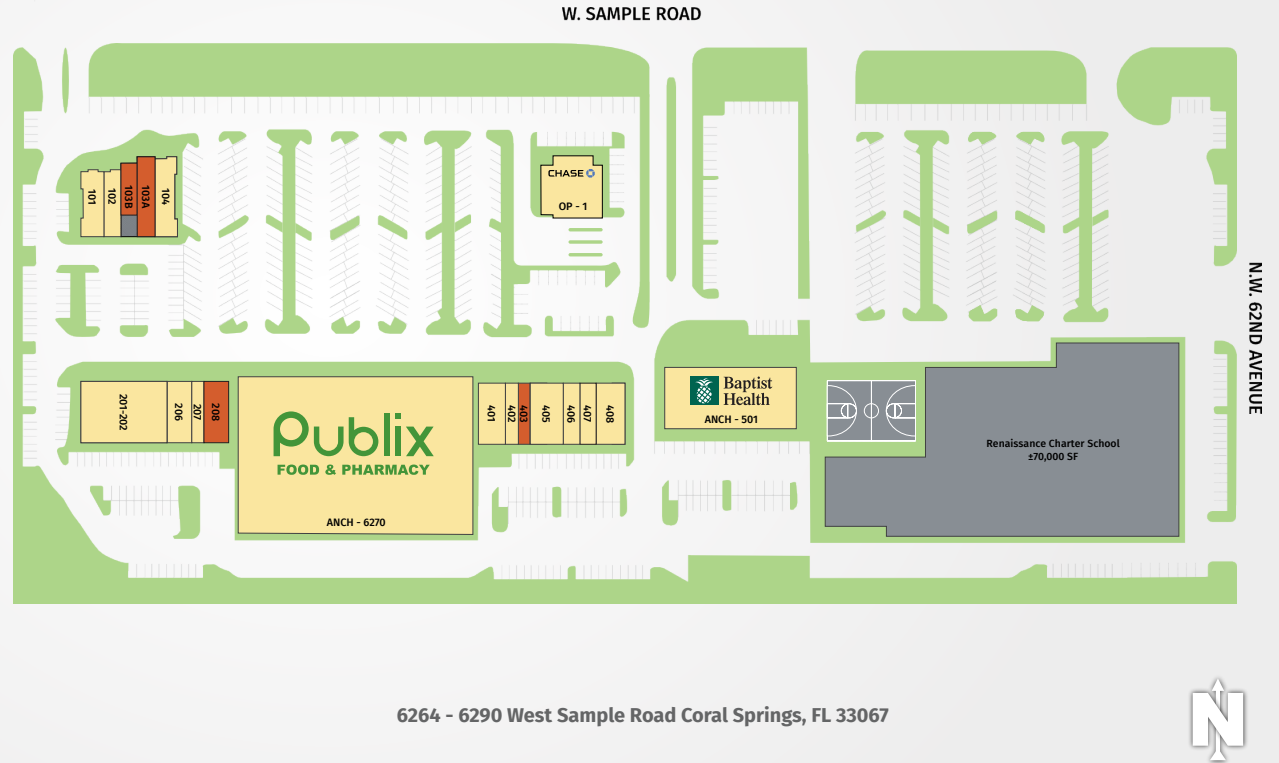 W. SAMPLE ROAD
101
102
103B
103A
104
CHASE
OP - 1
N.W. 62ND AVENUE
201-202
206
207
208
Publix
FOOD & PHARMACY
ANCH - 6270
401
402
403
405
406
407
408
Baptist
Health
ANCH - 501
Renaissance Charter School
±70,000 SF
6264 - 6290 West Sample Road Coral Springs, FL 33067
N